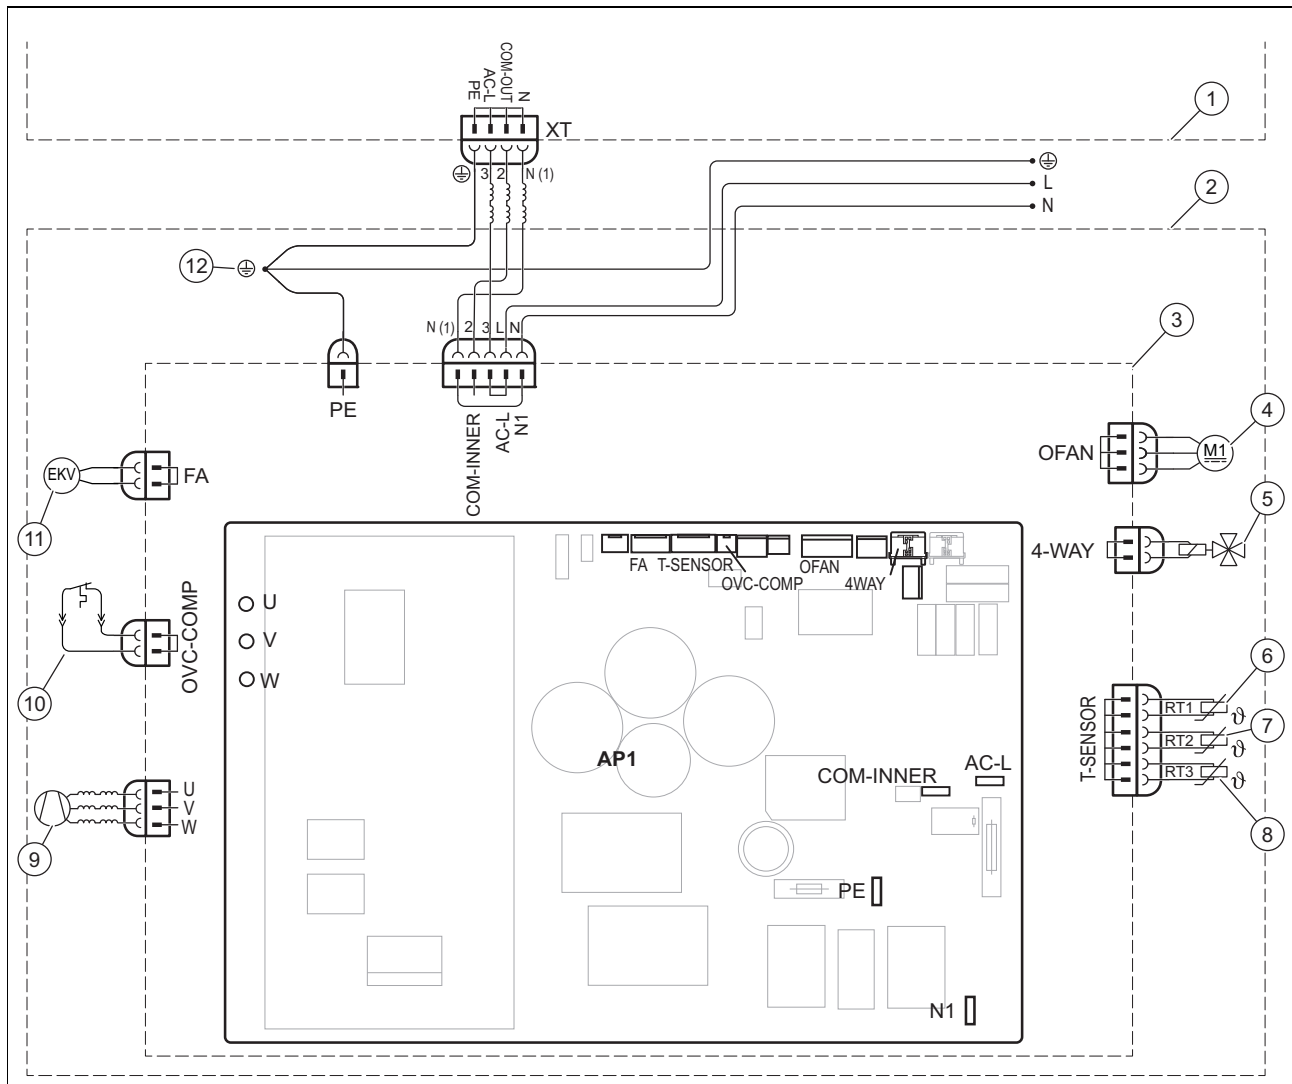 PE
AC-L
COM-OUT
N
XT
1
3 2 N (1)
L
N
2
12
N (1) 2 3 L N
3
PE
COM-INNER
AC-L
N1
EKV
FA
11
OFAN
M1
4
4-WAY
5
FA T-SENSOR
OVC-COMP
OFAN
4WAY
OVC-COMP
10
U
V
W
T-SENSOR
RT1 ϑ
RT2 ϑ
RT3 ϑ
6
7
8
AP1
COM-INNER
AC-L
U
V
W
9
PE
N1